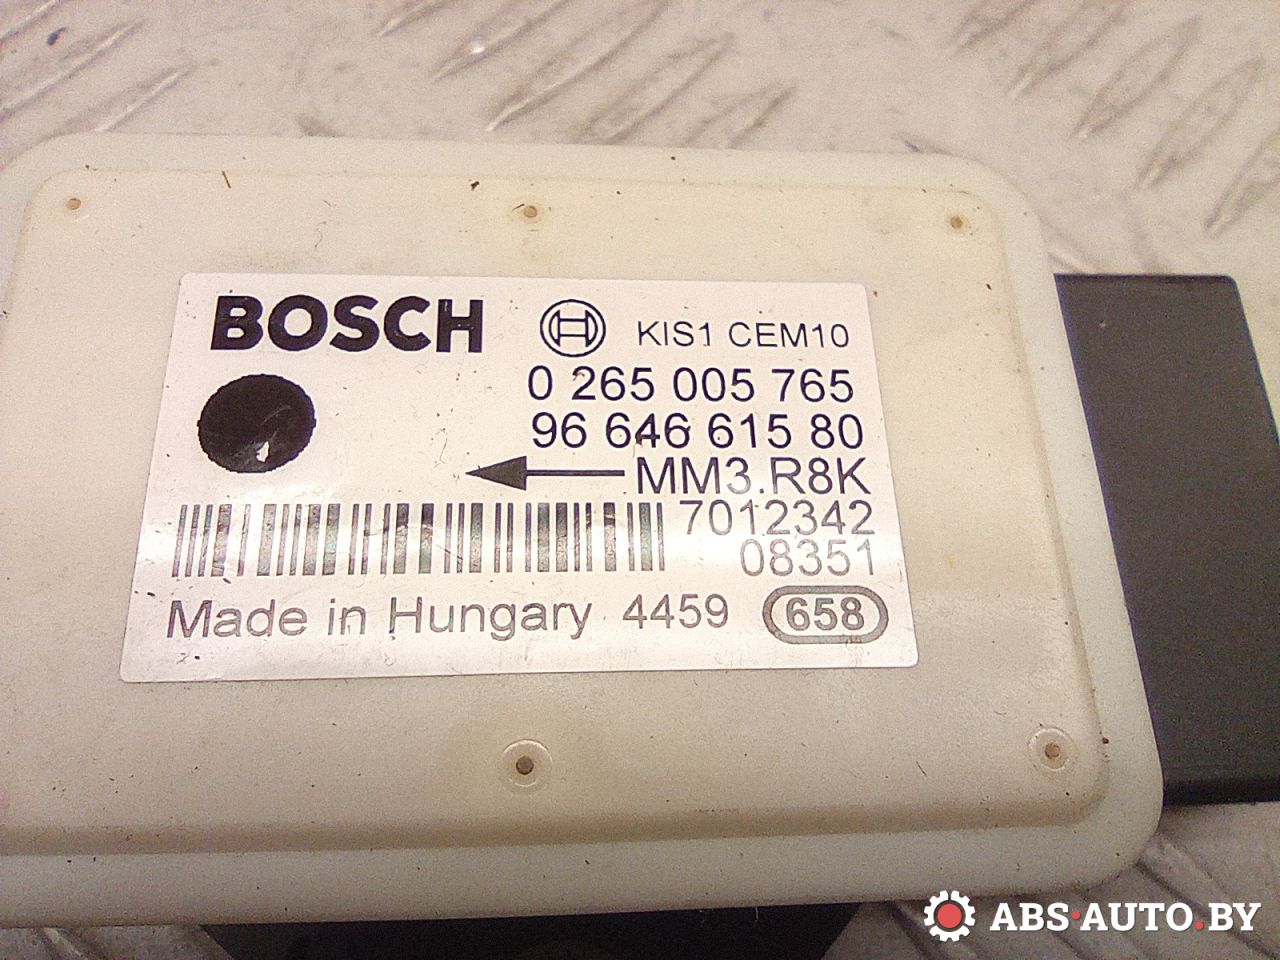 BOSCH KIS1 CEM10
0 265 005 765
96 646 615 80
MM3.R8K
7012342
08351
Made in Hungary 4459 658
ABS·AUTO.BY